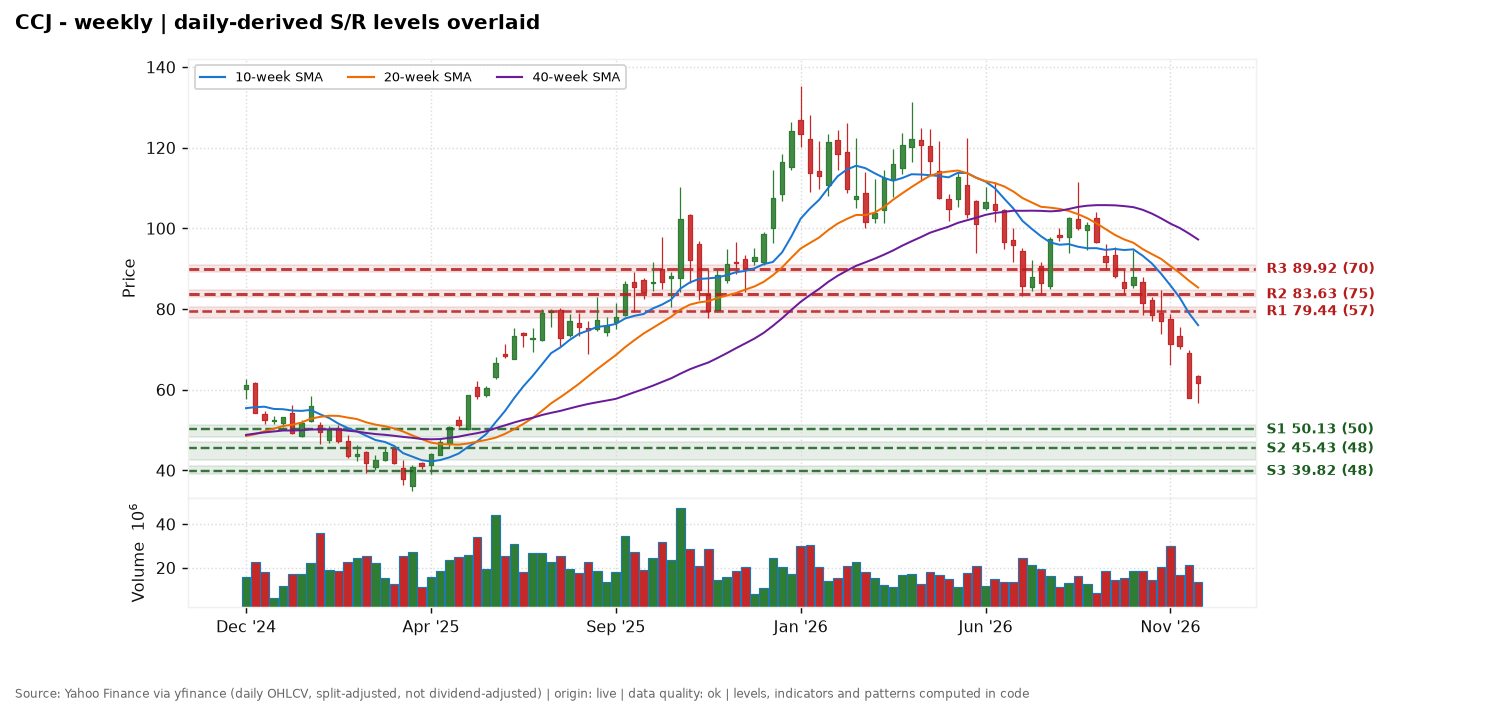 CCJ - weekly | daily-derived S/R levels overlaid
10-week SMA 20-week SMA 40-week SMA
Price
140
120
100
80
60
40
R3 89.92 (70)
R2 83.63 (75)
R1 79.44 (57)
S1 50.13 (50)
S2 45.43 (48)
S3 39.82 (48)
Volume 10⁶
40
20
Dec '24 Apr '25 Sep '25 Jan '26 Jun '26 Nov '26
Source: Yahoo Finance via yfinance (daily OHLCV, split-adjusted, not dividend-adjusted) | origin: live | data quality: ok | levels, indicators and patterns computed in code